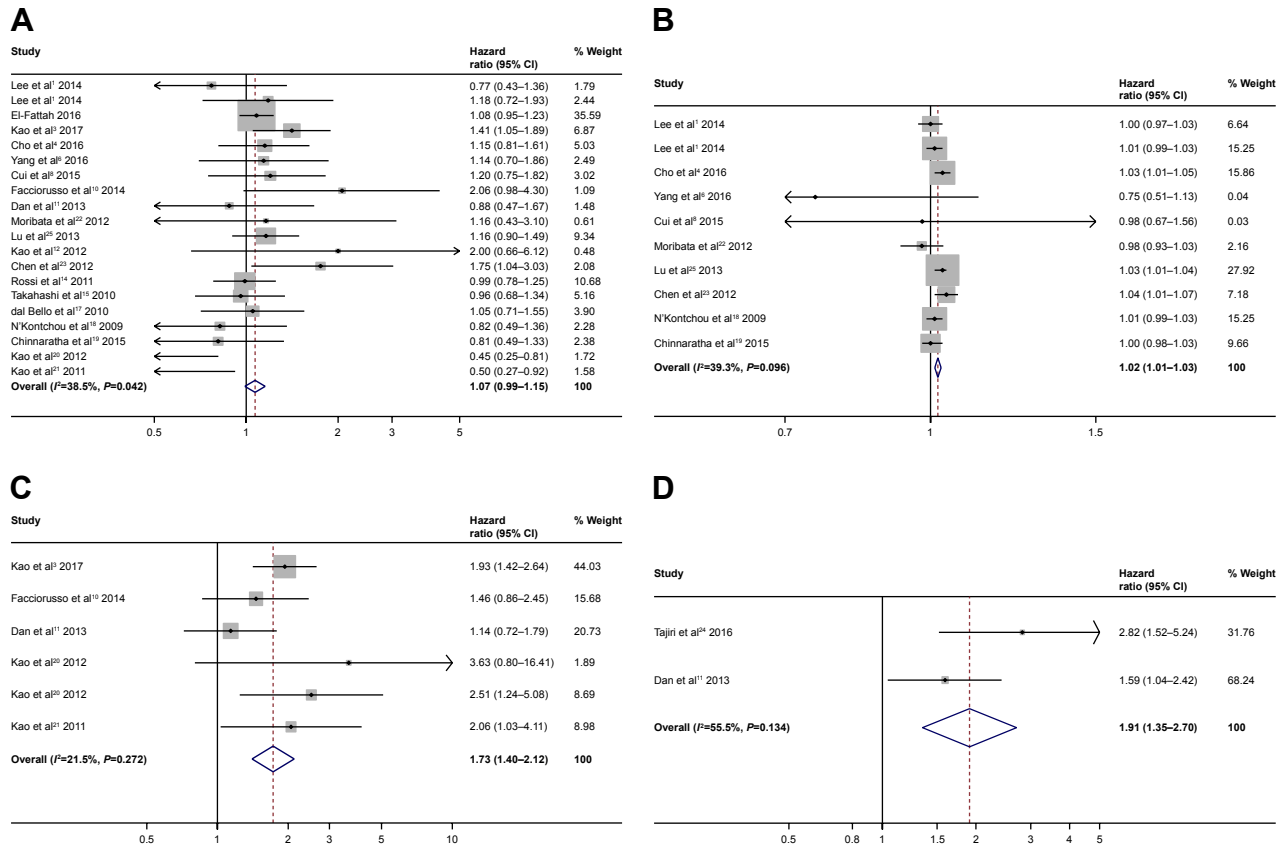 A
Study Hazard % Weight
ratio (95% CI)
Lee et al¹ 2014 0.77 (0.43–1.36) 1.79
Lee et al¹ 2014 1.18 (0.72–1.93) 2.44
El-Fattah 2016 1.08 (0.95–1.23) 35.59
Kao et al³ 2017 1.41 (1.05–1.89) 6.87
Cho et al⁴ 2016 1.15 (0.81–1.61) 5.03
Yang et al⁶ 2016 1.14 (0.70–1.86) 2.49
Cui et al⁸ 2015 1.20 (0.75–1.82) 3.02
Facciorusso et al¹⁰ 2014 2.06 (0.98–4.30) 1.09
Dan et al¹¹ 2013 0.88 (0.47–1.67) 1.48
Moribata et al²² 2012 1.16 (0.43–3.10) 0.61
Lu et al²⁵ 2013 1.16 (0.90–1.49) 9.34
Kao et al¹² 2012 2.00 (0.66–6.12) 0.48
Chen et al²³ 2012 1.75 (1.04–3.03) 2.08
Rossi et al¹⁴ 2011 0.99 (0.78–1.25) 10.68
Takahashi et al¹⁵ 2010 0.96 (0.68–1.34) 5.16
dal Bello et al¹⁷ 2010 1.05 (0.71–1.55) 3.90
N'Kontchou et al¹⁸ 2009 0.82 (0.49–1.36) 2.28
Chinnaratha et al¹⁹ 2015 0.81 (0.49–1.33) 2.38
Kao et al²⁰ 2012 0.45 (0.25–0.81) 1.72
Kao et al²¹ 2011 0.50 (0.27–0.92) 1.58
Overall (I²=38.5%, P=0.042) 1.07 (0.99–1.15) 100
0.5 1 2 3 5
B
Study Hazard % Weight
ratio (95% CI)
Lee et al¹ 2014 1.00 (0.97–1.03) 6.64
Lee et al¹ 2014 1.01 (0.99–1.03) 15.25
Cho et al⁴ 2016 1.03 (1.01–1.05) 15.86
Yang et al⁶ 2016 0.75 (0.51–1.13) 0.04
Cui et al⁸ 2015 0.98 (0.67–1.56) 0.03
Moribata et al²² 2012 0.98 (0.93–1.03) 2.16
Lu et al²⁵ 2013 1.03 (1.01–1.04) 27.92
Chen et al²³ 2012 1.04 (1.01–1.07) 7.18
N'Kontchou et al¹⁸ 2009 1.01 (0.99–1.03) 15.25
Chinnaratha et al¹⁹ 2015 1.00 (0.98–1.03) 9.66
Overall (I²=39.3%, P=0.096) 1.02 (1.01–1.03) 100
0.7 1 1.5
C
Study Hazard % Weight
ratio (95% CI)
Kao et al³ 2017 1.93 (1.42–2.64) 44.03
Facciorusso et al¹⁰ 2014 1.46 (0.86–2.45) 15.68
Dan et al¹¹ 2013 1.14 (0.72–1.79) 20.73
Kao et al²⁰ 2012 3.63 (0.80–16.41) 1.89
Kao et al²⁰ 2012 2.51 (1.24–5.08) 8.69
Kao et al²¹ 2011 2.06 (1.03–4.11) 8.98
Overall (I²=21.5%, P=0.272) 1.73 (1.40–2.12) 100
0.5 1 2 3 5 10
D
Study Hazard % Weight
ratio (95% CI)
Tajiri et al²⁴ 2016 2.82 (1.52–5.24) 31.76
Dan et al¹¹ 2013 1.59 (1.04–2.42) 68.24
Overall (I²=55.5%, P=0.134) 1.91 (1.35–2.70) 100
0.5 0.8 1 1.5 2 3 4 5